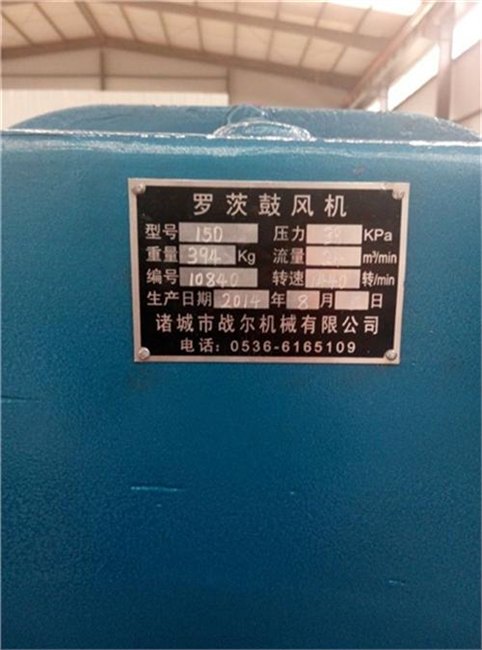 罗茨鼓风机
型号 150 压力 KPa
重量 394 Kg 流量 m³/min
编号 10840 转速 转/min
生产日期 2014 年 8 月 日
诸城市战尔机械有限公司
电话: 0536-6165109